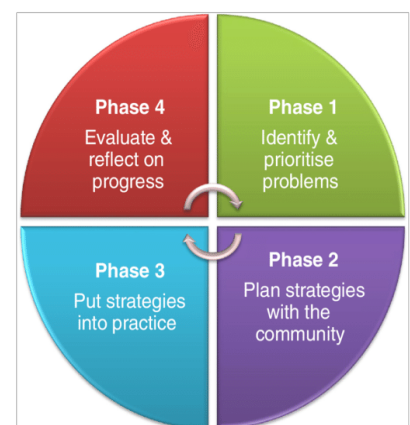 Phase 4
Evaluate &
reflect on
progress
Phase 1
Identify &
prioritise
problems
Phase 3
Put strategies
into practice
Phase 2
Plan strategies
with the
community